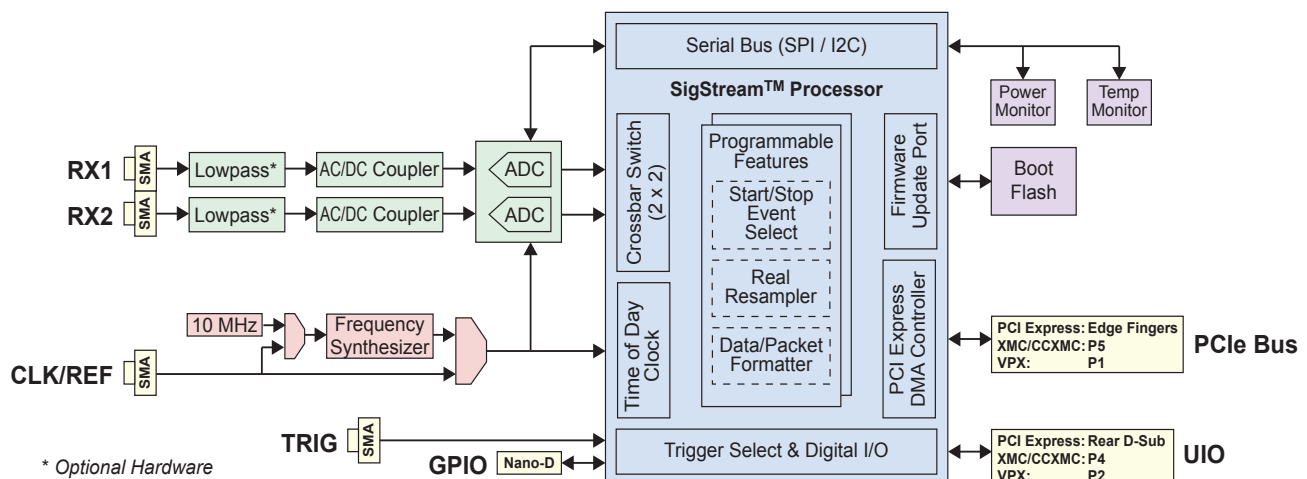 Serial Bus (SPI / I2C)
SigStream™ Processor
Power
Monitor
Temp
Monitor
RX1
SMA
Lowpass*
AC/DC Coupler
ADC
RX2
SMA
Lowpass*
AC/DC Coupler
ADC
Crossbar Switch
(2 x 2)
Programmable
Features
Start/Stop
Event
Select
Real
Resampler
Data/Packet
Formatter
Firmware
Update Port
Boot
Flash
10 MHz
Frequency
Synthesizer
CLK/REF
SMA
Time of Day
Clock
PCI Express
DMA Controller
PCI Express: Edge Fingers
XMC/CCXMC: P5
VPX: P1
PCIe Bus
TRIG
SMA
GPIO
Nano-D
Trigger Select & Digital I/O
PCI Express: Rear D-Sub
XMC/CCXMC: P4
VPX: P2
UIO
* Optional Hardware